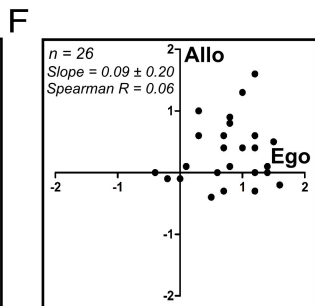 F
n = 26
Slope = 0.09 ± 0.20
Spearman R = 0.06
2
Allo
1
Ego
-2
-1
1
2
-1
-2